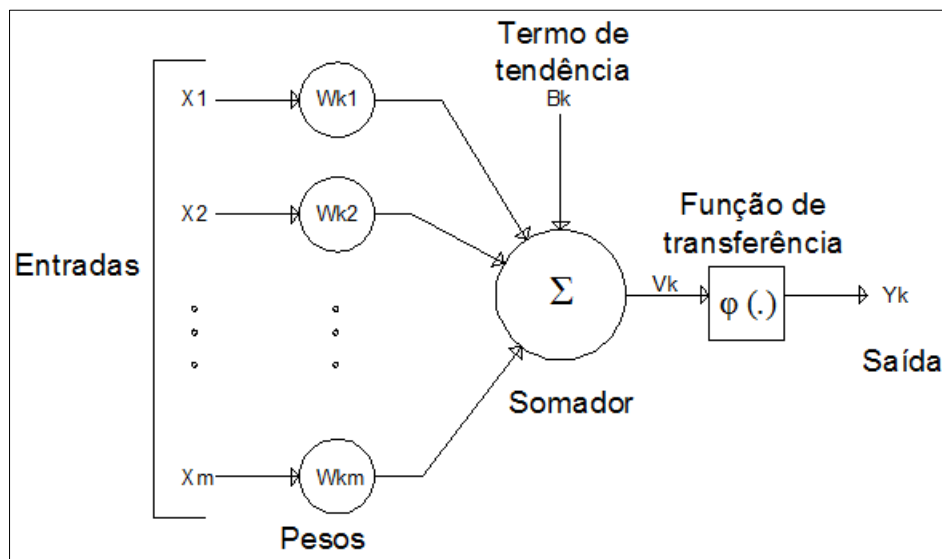 Termo de
tendência
Bk
X1
Wk1
X2
Wk2
Entradas
Σ
Vk
Função de
transferência
φ (.)
Yk
Saída
Somador
Xm
Wkm
Pesos